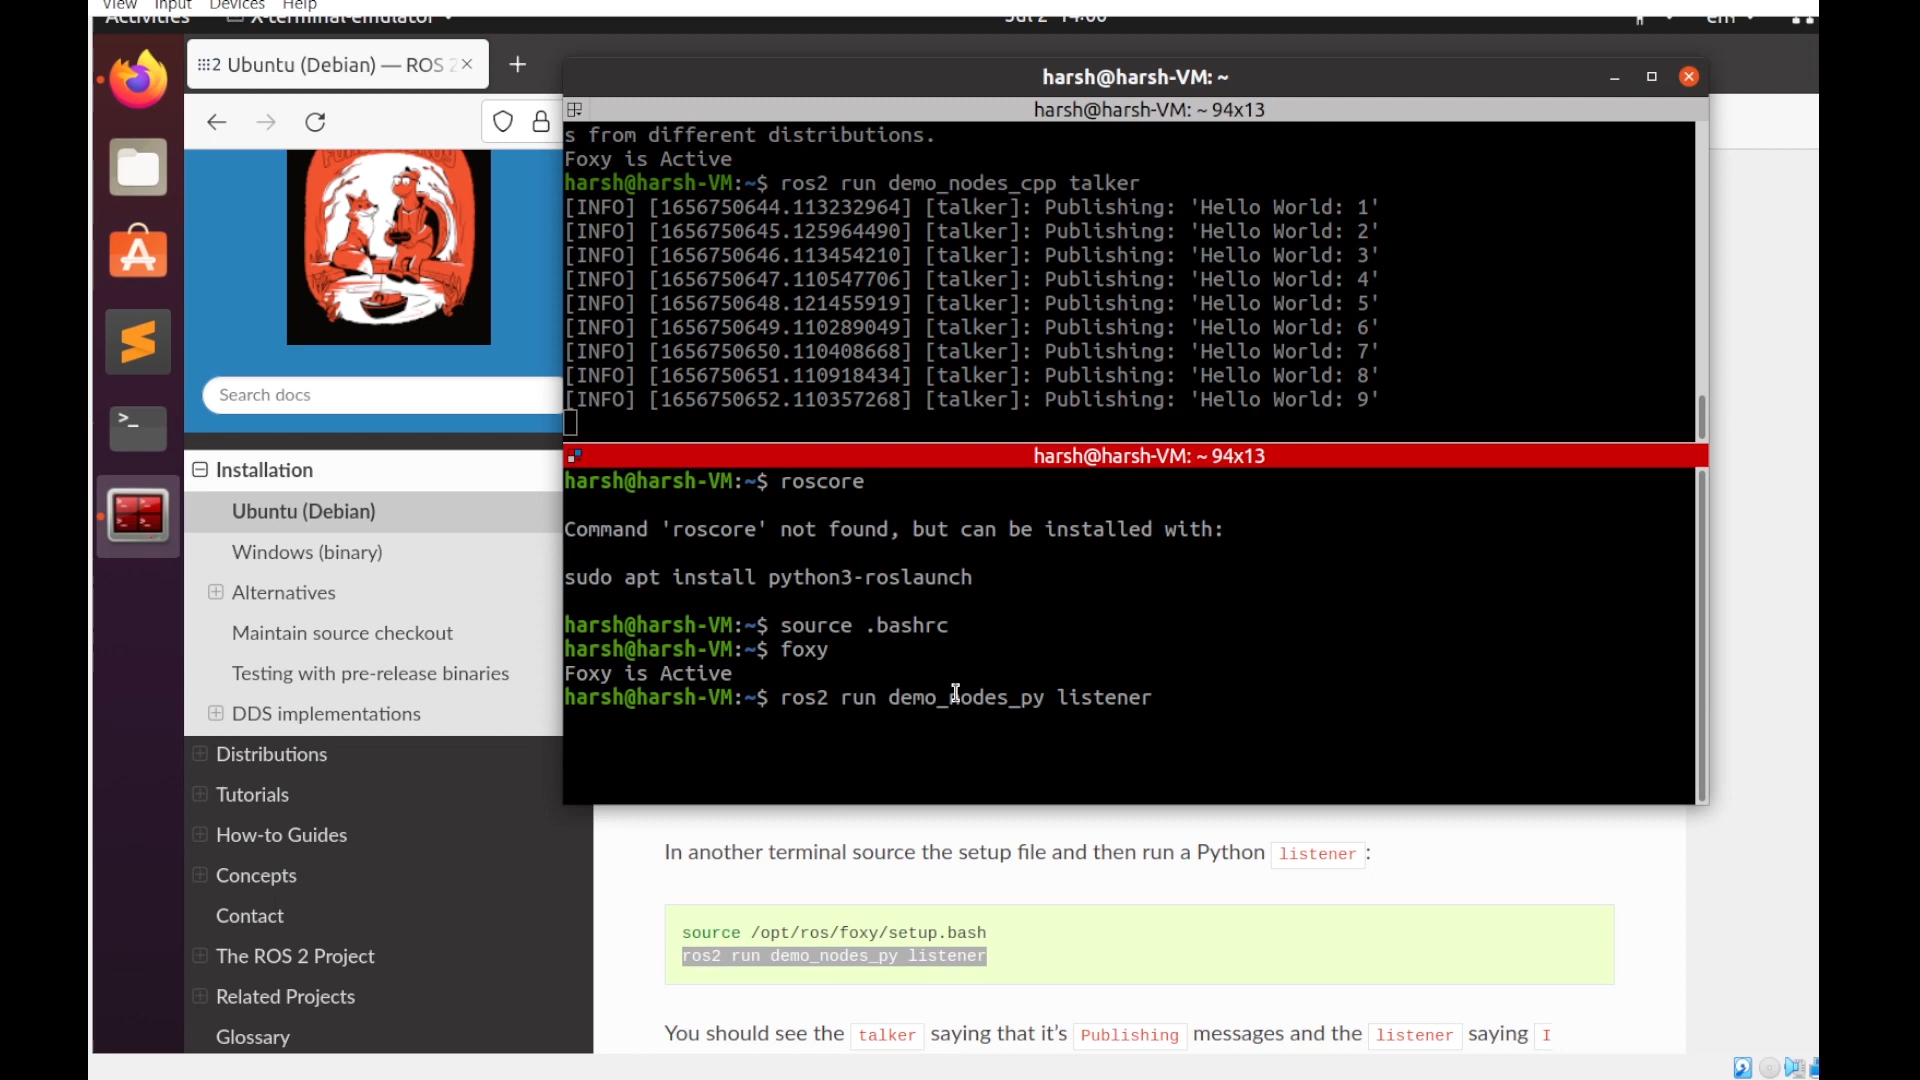 View Input Devices Help
Activities X-terminal-emulator Jul 2 14:00 en1
Ubuntu (Debian) — ROS 2
harsh@harsh-VM: ~
harsh@harsh-VM: ~ 94x13
s from different distributions.
Foxy is Active
harsh@harsh-VM:~$ ros2 run demo_nodes_cpp talker
[INFO] [1656750644.113232964] [talker]: Publishing: 'Hello World: 1'
[INFO] [1656750645.125964490] [talker]: Publishing: 'Hello World: 2'
[INFO] [1656750646.113454210] [talker]: Publishing: 'Hello World: 3'
[INFO] [1656750647.110547706] [talker]: Publishing: 'Hello World: 4'
[INFO] [1656750648.121455919] [talker]: Publishing: 'Hello World: 5'
[INFO] [1656750649.110289049] [talker]: Publishing: 'Hello World: 6'
[INFO] [1656750650.110408668] [talker]: Publishing: 'Hello World: 7'
[INFO] [1656750651.110918434] [talker]: Publishing: 'Hello World: 8'
[INFO] [1656750652.110357268] [talker]: Publishing: 'Hello World: 9'
harsh@harsh-VM: ~ 94x13
harsh@harsh-VM:~$ roscore
Command 'roscore' not found, but can be installed with:
sudo apt install python3-roslaunch
harsh@harsh-VM:~$ source .bashrc
harsh@harsh-VM:~$ foxy
Foxy is Active
harsh@harsh-VM:~$ ros2 run demo_nodes_py listener
Search docs
Installation
Ubuntu (Debian)
Windows (binary)
Alternatives
Maintain source checkout
Testing with pre-release binaries
DDS implementations
Distributions
Tutorials
How-to Guides
Concepts
Contact
The ROS 2 Project
Related Projects
Glossary
In another terminal source the setup file and then run a Python listener:
source /opt/ros/foxy/setup.bash
ros2 run demo_nodes_py listener
You should see the talker saying that it's Publishing messages and the listener saying I